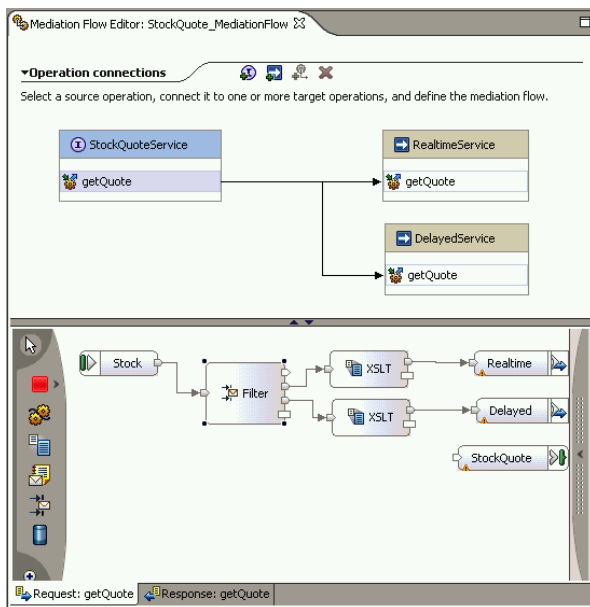 Mediation Flow Editor: StockQuote_MediationFlow
Operation connections
Select a source operation, connect it to one or more target operations, and define the mediation flow.
StockQuoteService
RealtimeService
getQuote
getQuote
DelayedService
getQuote
Stock
XSLT
Realtime
Filter
XSLT
Delayed
StockQuote
Request: getQuote
Response: getQuote